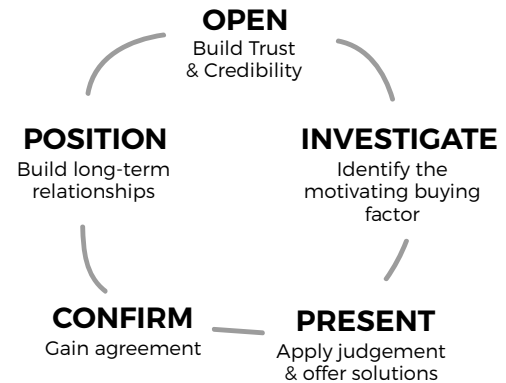 OPEN
Build Trust
& Credibility
INVESTIGATE
Identify the
motivating buying
factor
PRESENT
Apply judgement
& offer solutions
CONFIRM
Gain agreement
POSITION
Build long-term
relationships